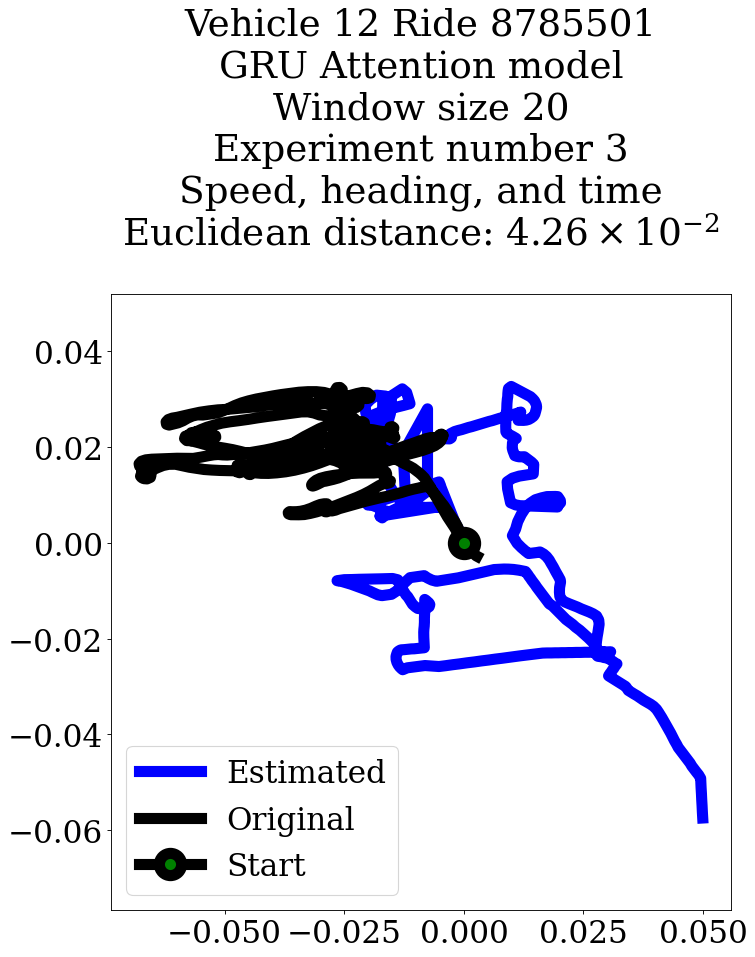 Vehicle 12 Ride 8785501
GRU Attention model
Window size 20
Experiment number 3
Speed, heading, and time
Euclidean distance: 4.26 × 10⁻²
0.04
0.02
0.00
−0.02
−0.04
−0.06
Estimated
Original
Start
−0.050 −0.025 0.000 0.025 0.050